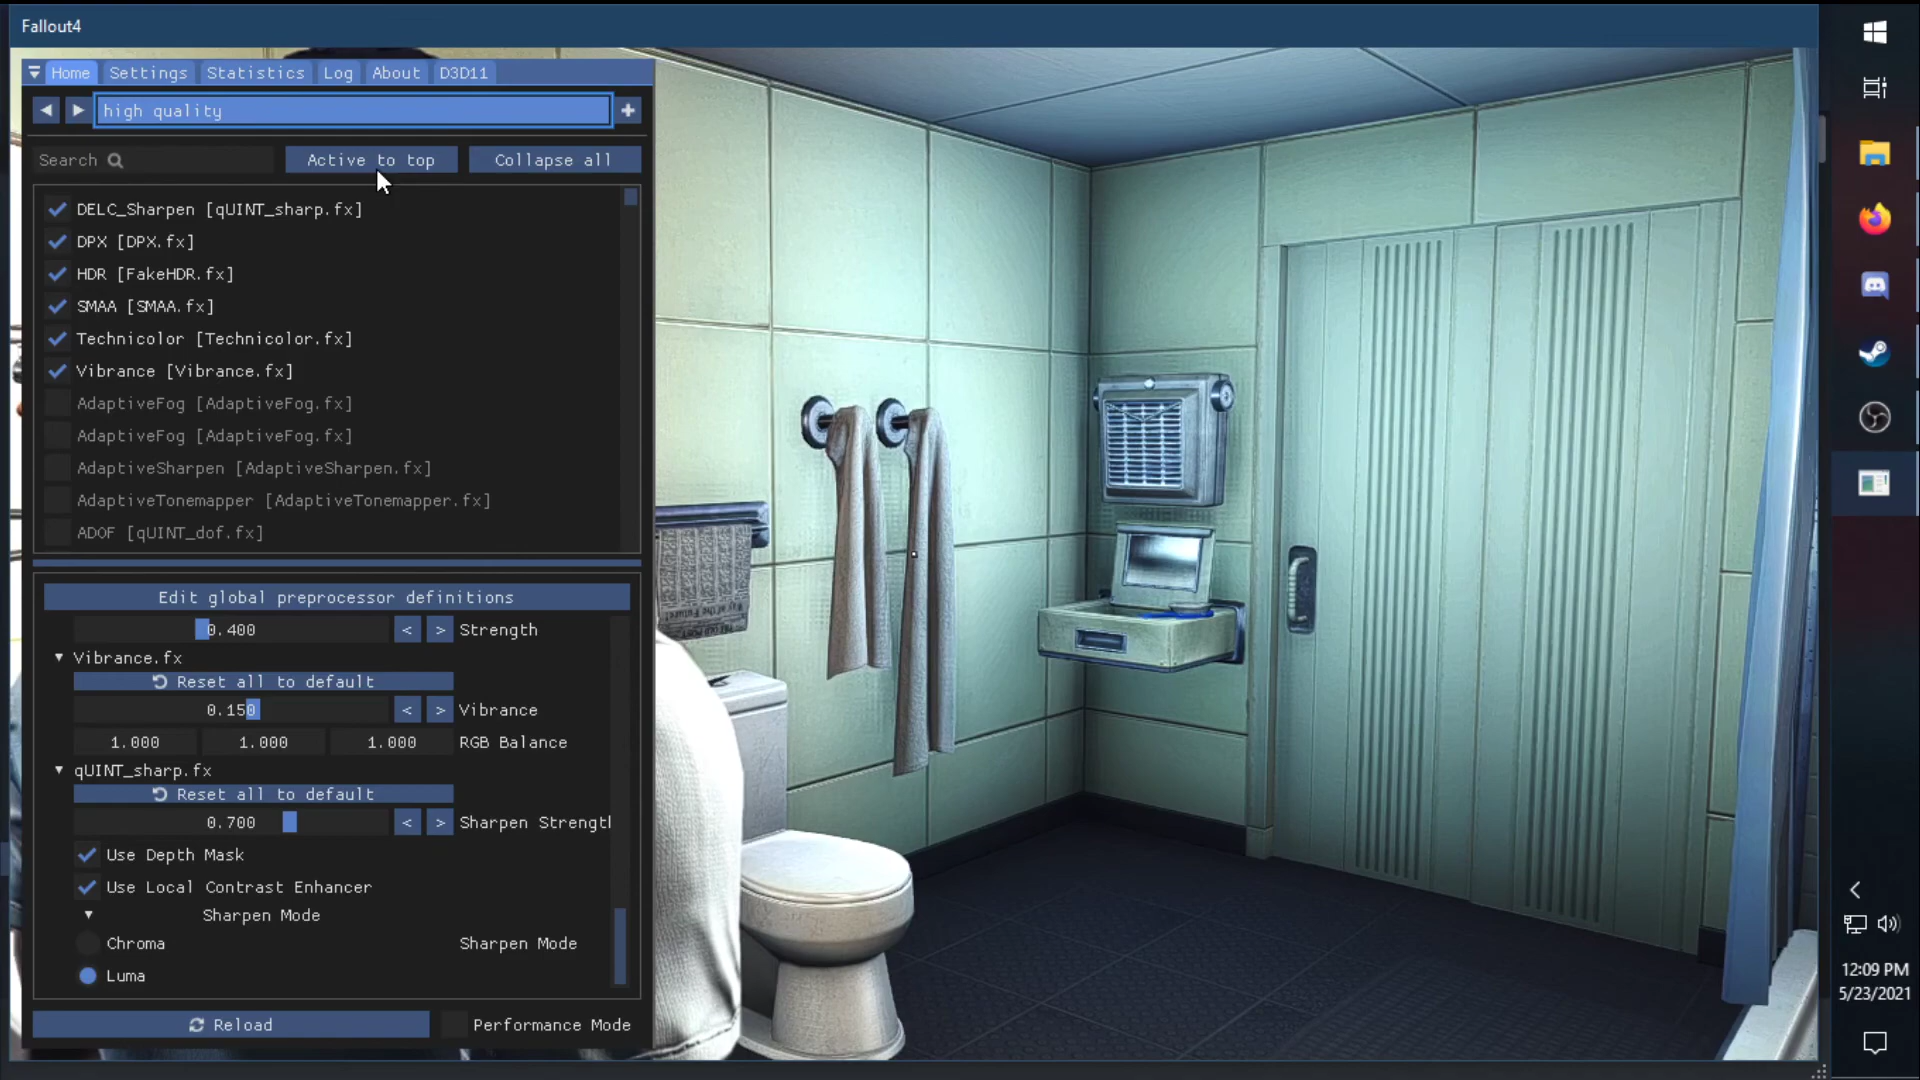 Fallout4
Home Settings Statistics Log About D3D11
high quality
Search Active to top Collapse all
DELC_Sharpen [qUINT_sharp.fx]
DPX [DPX.fx]
HDR [FakeHDR.fx]
SMAA [SMAA.fx]
Technicolor [Technicolor.fx]
Vibrance [Vibrance.fx]
AdaptiveFog [AdaptiveFog.fx]
AdaptiveFog [AdaptiveFog.fx]
AdaptiveSharpen [AdaptiveSharpen.fx]
AdaptiveTonemapper [AdaptiveTonemapper.fx]
ADOF [qUINT_dof.fx]
Edit global preprocessor definitions
0.400 < > Strength
Vibrance.fx
Reset all to default
0.150 < > Vibrance
1.000 1.000 1.000 RGB Balance
qUINT_sharp.fx
Reset all to default
0.700 < > Sharpen Strength
Use Depth Mask
Use Local Contrast Enhancer
Sharpen Mode
Chroma Sharpen Mode
Luma
Reload Performance Mode
12:09 PM
5/23/2021